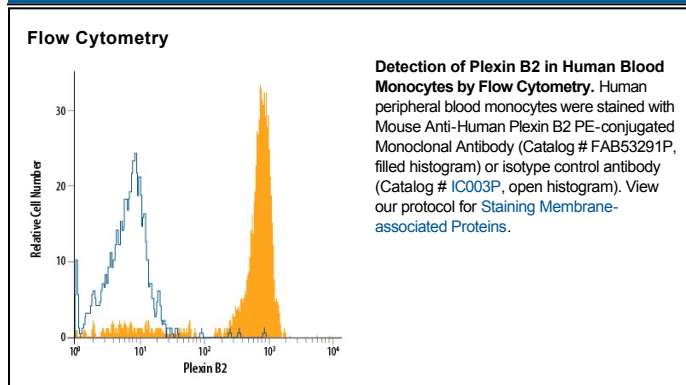 Flow Cytometry
Detection of Plexin B2 in Human Blood
Monocytes by Flow Cytometry. Human
peripheral blood monocytes were stained with
Mouse Anti-Human Plexin B2 PE-conjugated
Monoclonal Antibody (Catalog # FAB53291P,
filled histogram) or isotype control antibody
(Catalog # IC003P, open histogram). View
our protocol for Staining Membrane-
associated Proteins.
Relative Cell Number
30
20
10
0
10⁰ 10¹ 10² 10³ 10⁴
Plexin B2